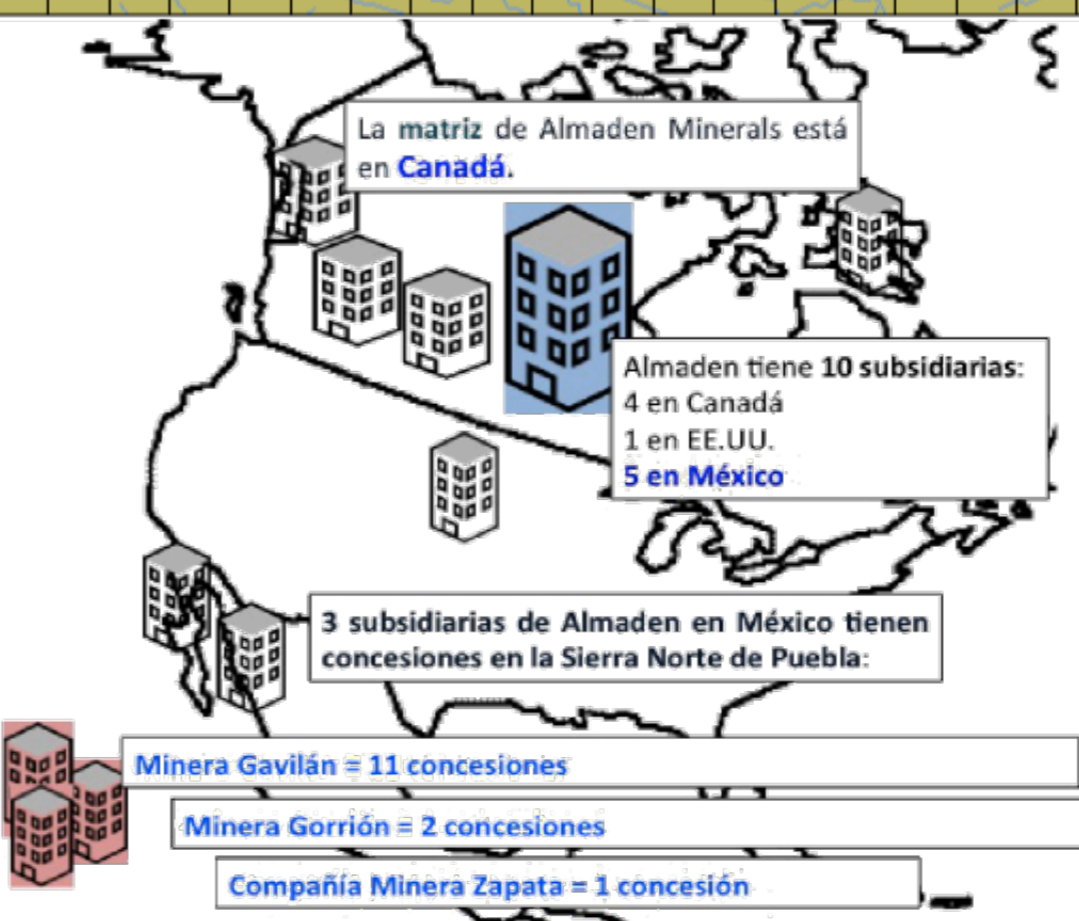 La matriz de Almaden Minerals está
en Canadá.
Almaden tiene 10 subsidiarias:
4 en Canadá
1 en EE.UU.
5 en México
3 subsidiarias de Almaden en México tienen
concesiones en la Sierra Norte de Puebla:
Minera Gavilán = 11 concesiones
Minera Gorrión = 2 concesiones
Compañía Minera Zapata = 1 concesión